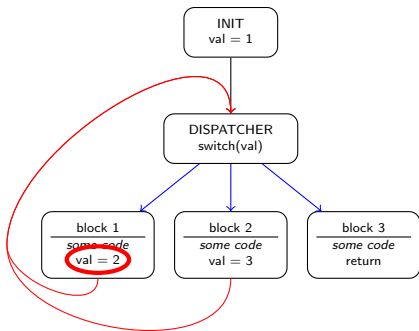 INIT
val = 1
DISPATCHER
switch(val)
block 1
some code
val = 2
block 2
some code
val = 3
block 3
some code
return